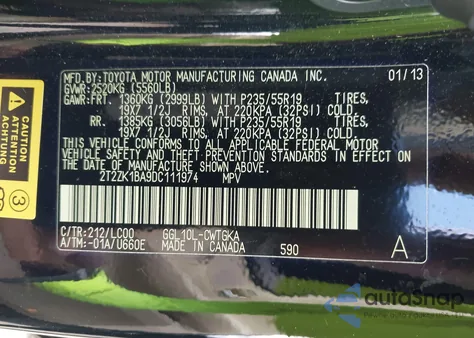 MFD.BY:TOYOTA MOTOR MANUFACTURING CANADA INC. 01/13
GVWR:2520KG (5560LB)
GAWR:FRT. 1360KG (2999LB) WITH P235/55R19 TIRES,
19X7 1/2J RIMS, AT 220KPA (32PSI) COLD.
RR. 1385KG (3056LB) WITH P235/55R19 TIRES,
19X7 1/2J RIMS, AT 220KPA (32PSI) COLD.
THIS VEHICLE CONFORMS TO ALL APPLICABLE FEDERAL MOTOR
VEHICLE SAFETY AND BUMPER STANDARDS IN EFFECT ON THE
DATE OF MANUFACTURE SHOWN ABOVE.
2T2ZK1BA9DC111974 MPV
C/TR:212/LC00 GGL10L-CWTGKA
A/TM:-01A/U660E MADE IN CANADA 590 A
ATTENTION
ACHTUNG
3
autoSnap